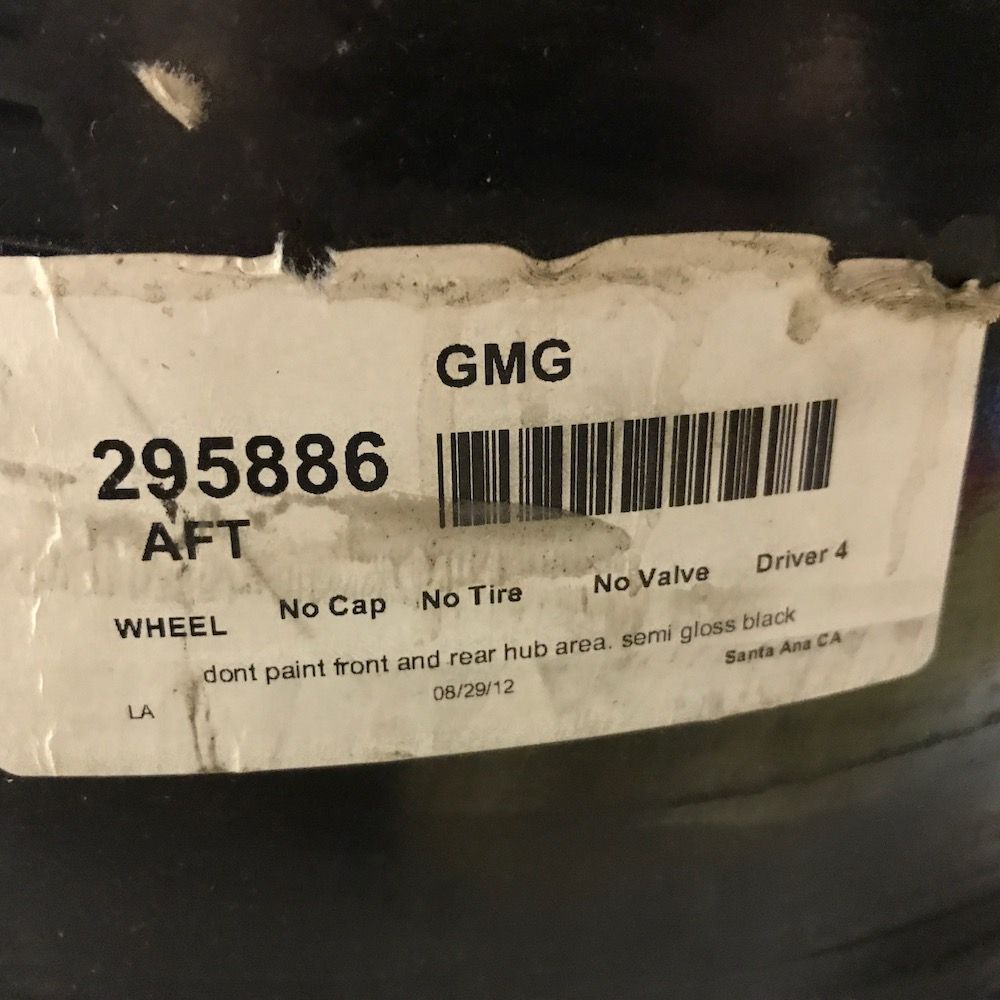 GMG
295886
AFT
WHEEL No Cap No Tire No Valve Driver 4
dont paint front and rear hub area. semi gloss black
LA 08/29/12 Santa Ana CA